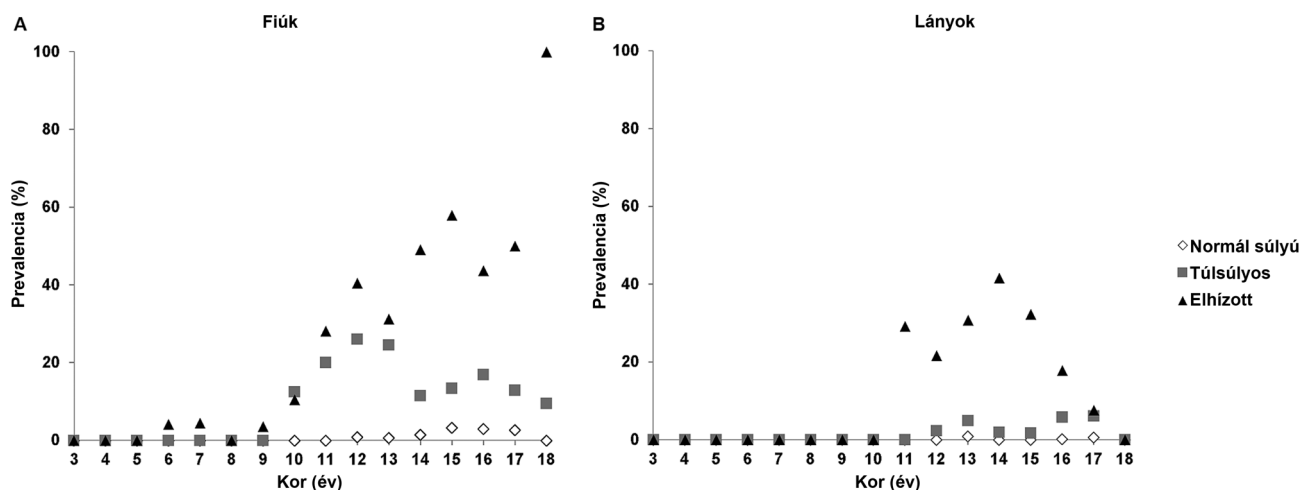 A
Fiúk
Prevalencia (%)
100
80
60
40
20
0
3 4 5 6 7 8 9 10 11 12 13 14 15 16 17 18
Kor (év)
B
Lányok
Prevalencia (%)
100
80
60
40
20
0
3 4 5 6 7 8 9 10 11 12 13 14 15 16 17 18
Kor (év)
Normál súlyú
Túlsúlyos
Elhízott